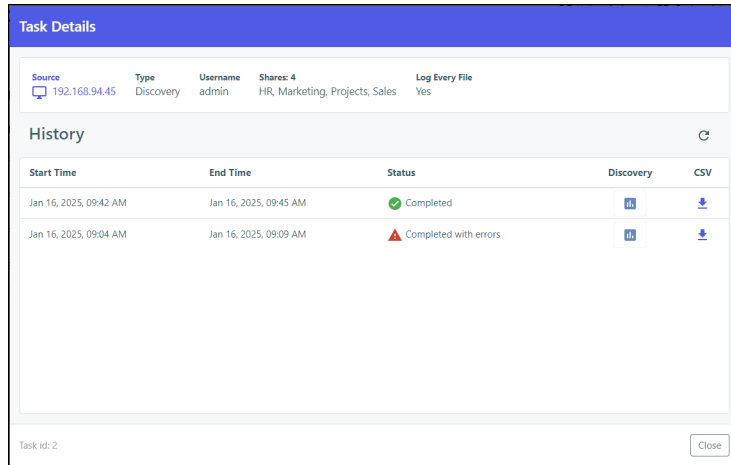 Task Details
Source Type Username Shares: 4 Log Every File
192.168.94.45 Discovery admin HR, Marketing, Projects, Sales Yes
History
Start Time End Time Status Discovery CSV
Jan 16, 2025, 09:42 AM Jan 16, 2025, 09:45 AM Completed
Jan 16, 2025, 09:04 AM Jan 16, 2025, 09:09 AM Completed with errors
Task id: 2 Close